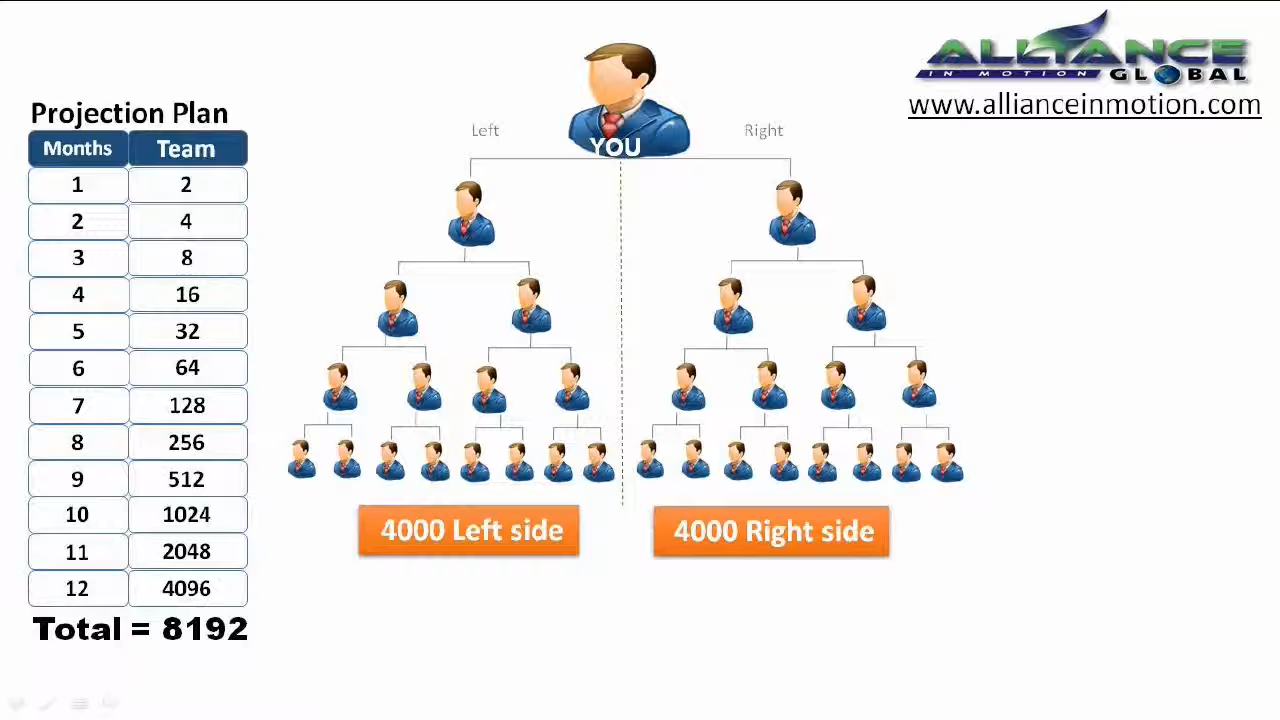 ALLIANCE
IN MOTION GLOBAL
www.allianceinmotion.com
Projection Plan
Months Team
1 2
2 4
3 8
4 16
5 32
6 64
7 128
8 256
9 512
10 1024
11 2048
12 4096
Total = 8192
Left Right
YOU
4000 Left side
4000 Right side